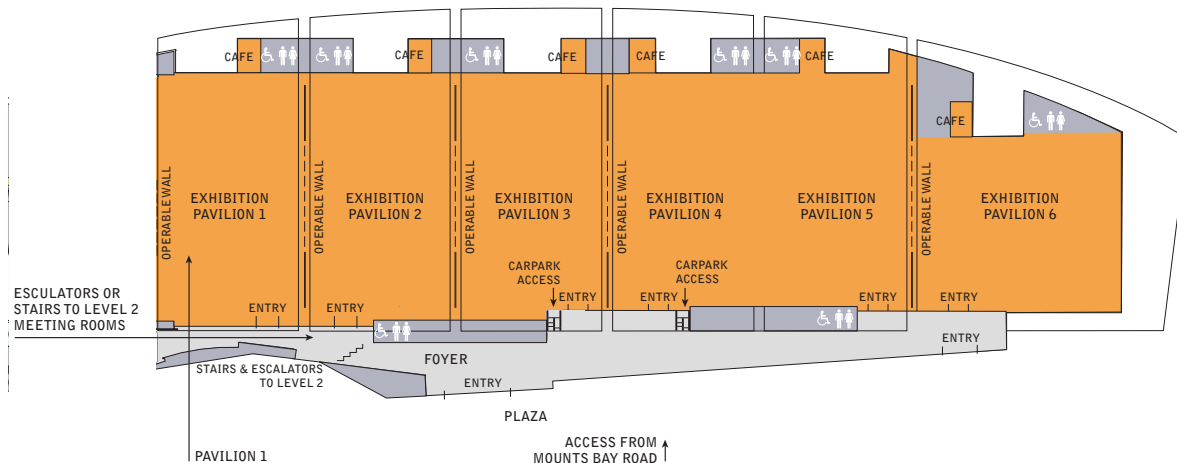 CAFE
CAFE
CAFE
CAFE
CAFE
CAFE
OPERABLE WALL
OPERABLE WALL
OPERABLE WALL
OPERABLE WALL
OPERABLE WALL
EXHIBITION
PAVILION 1
EXHIBITION
PAVILION 2
EXHIBITION
PAVILION 3
EXHIBITION
PAVILION 4
EXHIBITION
PAVILION 5
EXHIBITION
PAVILION 6
CARPARK
ACCESS
CARPARK
ACCESS
ESCULATORS OR
STAIRS TO LEVEL 2
MEETING ROOMS
ENTRY
ENTRY
ENTRY
ENTRY
ENTRY
ENTRY
ENTRY
FOYER
STAIRS & ESCALATORS
TO LEVEL 2
ENTRY
PLAZA
PAVILION 1
ACCESS FROM
MOUNTS BAY ROAD